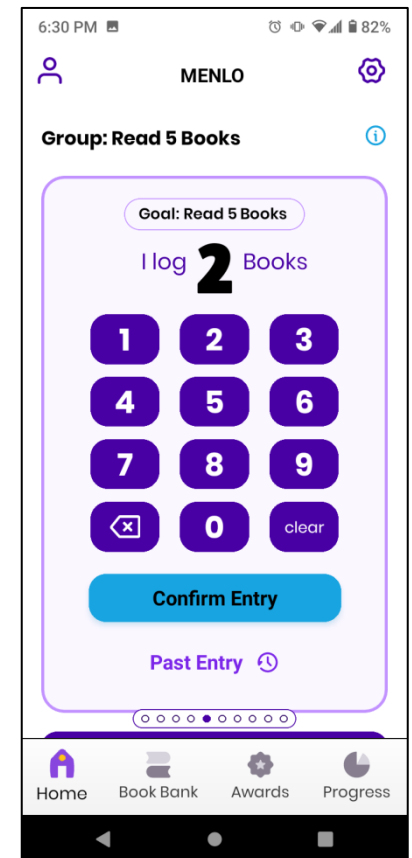 6:30 PM 82%
MENLO
Group: Read 5 Books i
Goal: Read 5 Books
I log 2 Books
1 2 3
4 5 6
7 8 9
0 clear
Confirm Entry
Past Entry
Home Book Bank Awards Progress